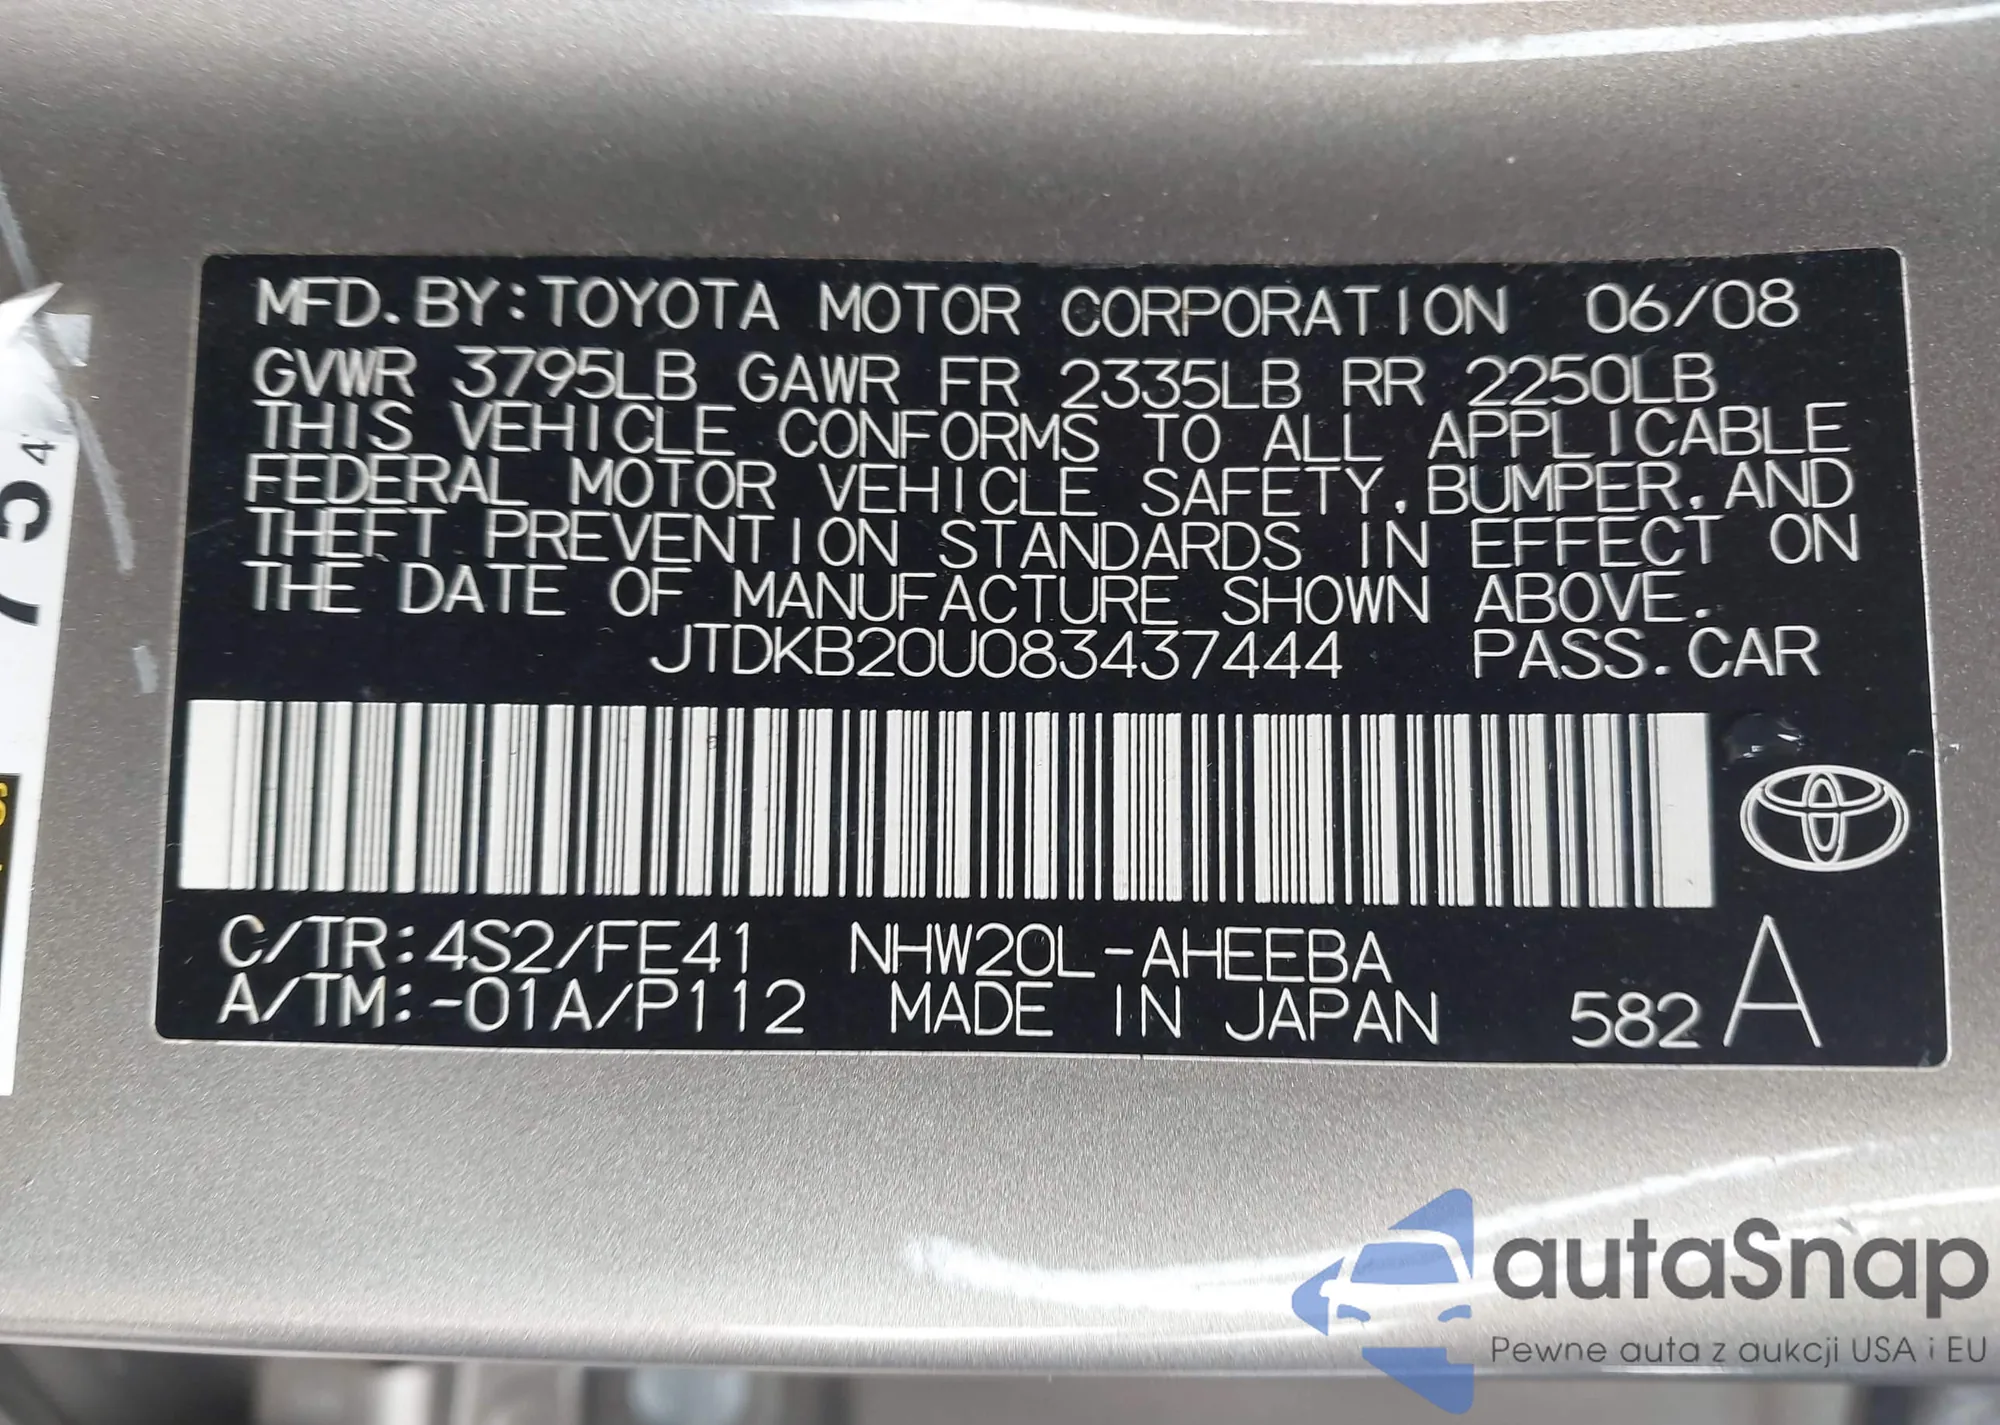 MFD. BY: TOYOTA MOTOR CORPORATION 06/08
GVWR 3795LB GAWR FR 2335LB RR 2250LB
THIS VEHICLE CONFORMS TO ALL APPLICABLE
FEDERAL MOTOR VEHICLE SAFETY, BUMPER, AND
THEFT PREVENTION STANDARDS IN EFFECT ON
THE DATE OF MANUFACTURE SHOWN ABOVE.
JTDKB20U083437444 PASS. CAR
C/TR: 4S2/FE41 NHW20L-AHEEBA
A/TM: -01A/P112 MADE IN JAPAN 582 A
754
autaSnap
Pewne auta z aukcji USA i EU